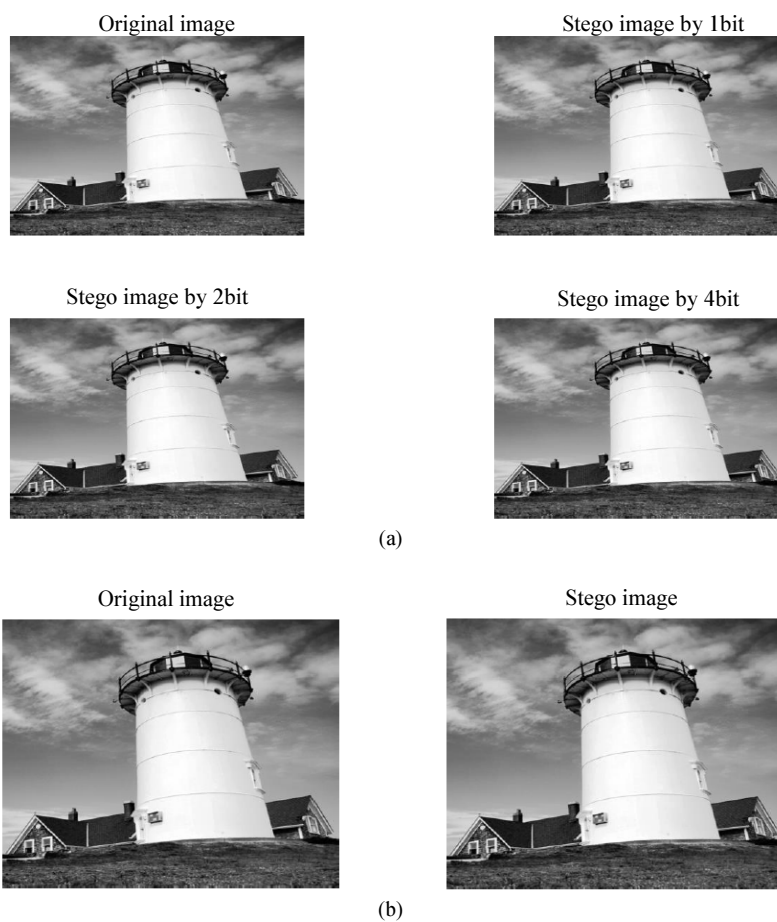 Original image
Stego image by 1bit
Stego image by 2bit
Stego image by 4bit
(a)
Original image
Stego image
(b)